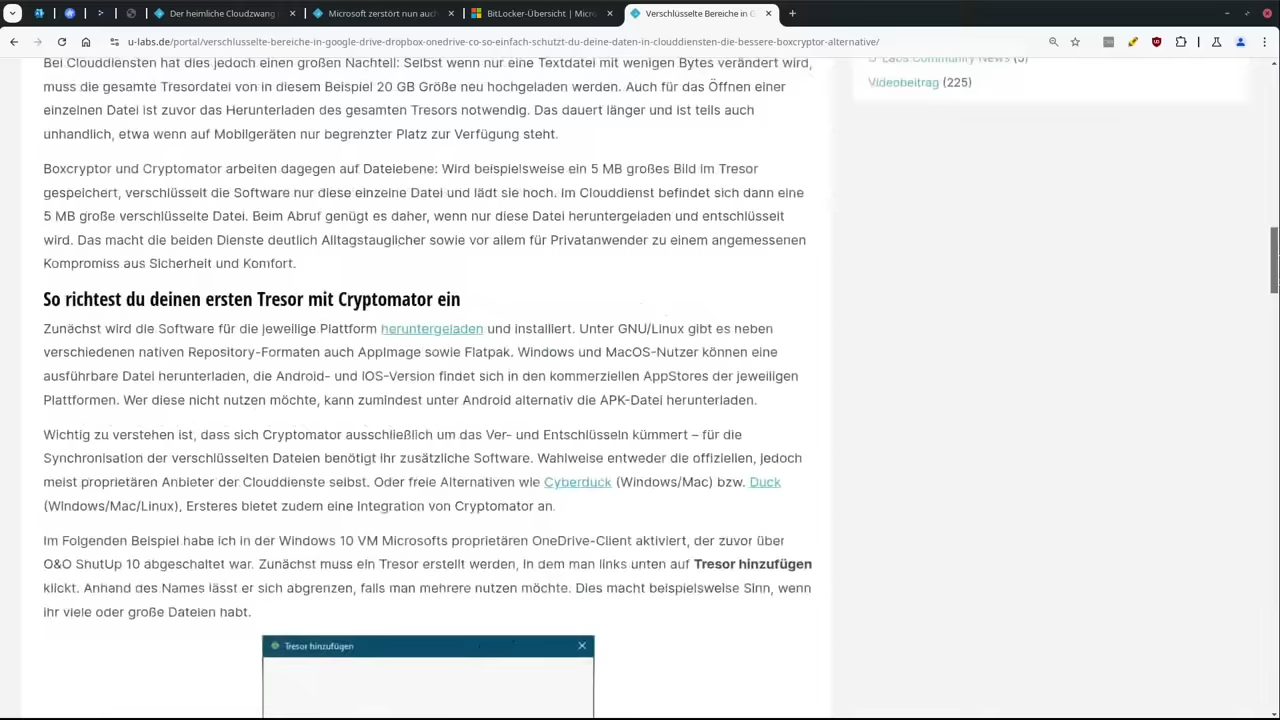 Der heimliche Cloudzwang
Microsoft zerstört nun auch
BitLocker-Übersicht | Micro
Verschlüsselte Bereiche in G
u-labs.de/portal/verschlusselte-bereiche-in-google-drive-dropbox-onedrive-co-so-einfach-schutzt-du-deine-daten-in-clouddiensten-die-bessere-boxcryptor-alternative/
Bei Clouddiensten hat dies jedoch einen großen Nachteil: Selbst wenn nur eine Textdatei mit wenigen Bytes verändert wird,
muss die gesamte Tresordatei von in diesem Beispiel 20 GB Größe neu hochgeladen werden. Auch für das Öffnen einer
einzelnen Datei ist zuvor das Herunterladen des gesamten Tresors notwendig. Das dauert länger und ist teils auch
unhandlich, etwa wenn auf Mobilgeräten nur begrenzter Platz zur Verfügung steht.
Boxcryptor und Cryptomator arbeiten dagegen auf Dateiebene: Wird beispielsweise ein 5 MB großes Bild im Tresor
gespeichert, verschlüsselt die Software nur diese einzelne Datei und lädt sie hoch. Im Clouddienst befindet sich dann eine
5 MB große verschlüsselte Datei. Beim Abruf genügt es daher, wenn nur diese Datei heruntergeladen und entschlüsselt
wird. Das macht die beiden Dienste deutlich Alltagstauglicher sowie vor allem für Privatanwender zu einem angemessenen
Kompromiss aus Sicherheit und Komfort.
So richtest du deinen ersten Tresor mit Cryptomator ein
Zunächst wird die Software für die jeweilige Plattform heruntergeladen und installiert. Unter GNU/Linux gibt es neben
verschiedenen nativen Repository-Formaten auch AppImage sowie Flatpak. Windows und MacOS-Nutzer können eine
ausführbare Datei herunterladen, die Android- und IOS-Version findet sich in den kommerziellen AppStores der jeweiligen
Plattformen. Wer diese nicht nutzen möchte, kann zumindest unter Android alternativ die APK-Datei herunterladen.
Wichtig zu verstehen ist, dass sich Cryptomator ausschließlich um das Ver- und Entschlüsseln kümmert – für die
Synchronisation der verschlüsselten Dateien benötigt ihr zusätzliche Software. Wahlweise entweder die offiziellen, jedoch
meist proprietären Anbieter der Clouddienste selbst. Oder freie Alternativen wie Cyberduck (Windows/Mac) bzw. Duck
(Windows/Mac/Linux). Ersteres bietet zudem eine Integration von Cryptomator an.
Im Folgenden Beispiel habe ich in der Windows 10 VM Microsofts proprietären OneDrive-Client aktiviert, der zuvor über
O&O ShutUp 10 abgeschaltet war. Zunächst muss ein Tresor erstellt werden, in dem man links unten auf Tresor hinzufügen
klickt. Anhand des Names lässt er sich abgrenzen, falls man mehrere nutzen möchte. Dies macht beispielsweise Sinn, wenn
ihr viele oder große Dateien habt.
Tresor hinzufügen
U-Labs Community News (5)
Videobeitrag (225)